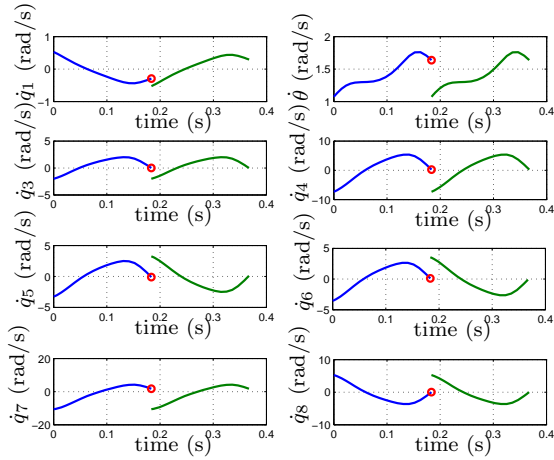 q̇1 (rad/s)
1
0
-1
0 0.1 0.2 0.3 0.4
time (s)
θ̇ (rad/s)
2
1.5
1
0 0.1 0.2 0.3 0.4
time (s)
q̇3 (rad/s)
5
0
-5
0 0.1 0.2 0.3 0.4
time (s)
q̇4 (rad/s)
10
0
-10
0 0.1 0.2 0.3 0.4
time (s)
q̇5 (rad/s)
5
0
-5
0 0.1 0.2 0.3 0.4
time (s)
q̇6 (rad/s)
5
0
-5
0 0.1 0.2 0.3 0.4
time (s)
q̇7 (rad/s)
20
0
-20
0 0.1 0.2 0.3 0.4
time (s)
q̇8 (rad/s)
10
0
-10
0 0.1 0.2 0.3 0.4
time (s)